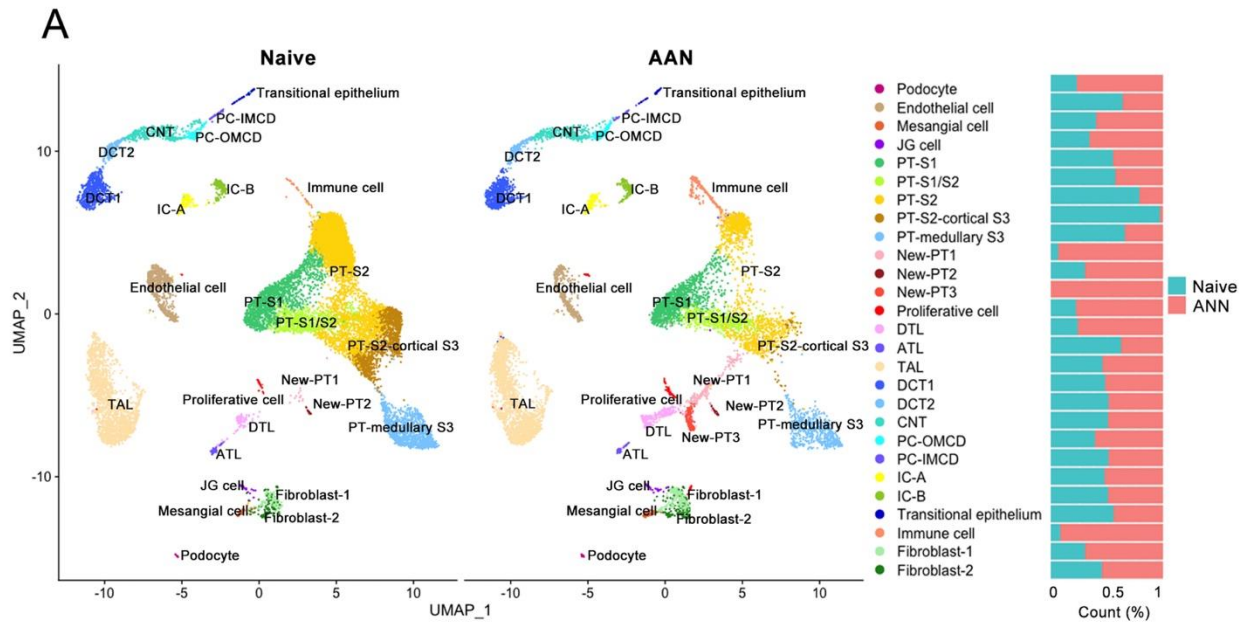 A
Naive
AAN
Transitional epithelium
PC-IMCD
CNT
PC-OMCD
DCT2
DCT1
IC-B
IC-A
Immune cell
PT-S2
Endothelial cell
PT-S1
PT-S1/S2
PT-S2-cortical S3
New-PT1
Proliferative cell
New-PT2
TAL
DTL
PT-medullary S3
ATL
JG cell
Fibroblast-1
Mesangial cell
Fibroblast-2
Podocyte
10
0
-10
UMAP_2
-10
-5
0
5
10
Transitional epithelium
PC-IMCD
CNT
PC-OMCD
DCT2
DCT1
IC-B
IC-A
Immune cell
PT-S2
Endothelial cell
PT-S1
PT-S1/S2
PT-S2-cortical S3
New-PT1
Proliferative cell
New-PT2
TAL
DTL
New-PT3
PT-medullary S3
ATL
JG cell
Fibroblast-1
Mesangial cell
Fibroblast-2
Podocyte
-10
-5
0
5
10
UMAP_1
Podocyte
Endothelial cell
Mesangial cell
JG cell
PT-S1
PT-S1/S2
PT-S2
PT-S2-cortical S3
PT-medullary S3
New-PT1
New-PT2
New-PT3
Proliferative cell
DTL
ATL
TAL
DCT1
DCT2
CNT
PC-OMCD
PC-IMCD
IC-A
IC-B
Transitional epithelium
Immune cell
Fibroblast-1
Fibroblast-2
0
0.5
1
Count (%)
Naive
ANN